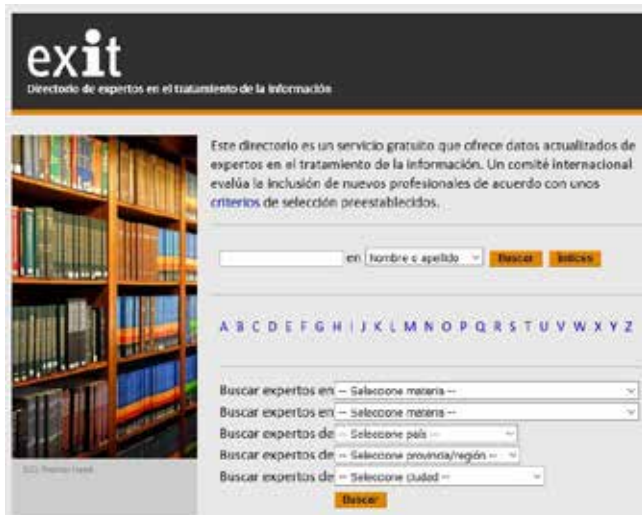 exit
Directorio de expertos en el tratamiento de la información
Este directorio es un servicio gratuito que ofrece datos actualizados de
expertos en el tratamiento de la información. Un comité internacional
evalúa la inclusión de nuevos profesionales de acuerdo con unos
criterios de selección preestablecidos.
en Nombre o apellido Buscar Índices
A B C D E F G H I J K L M N O P Q R S T U V W X Y Z
Buscar expertos en -- Seleccione materia --
Buscar expertos en -- Seleccione materia --
Buscar expertos de -- Seleccione país --
Buscar expertos de -- Seleccione provincia/región --
Buscar expertos de -- Seleccione ciudad --
Buscar